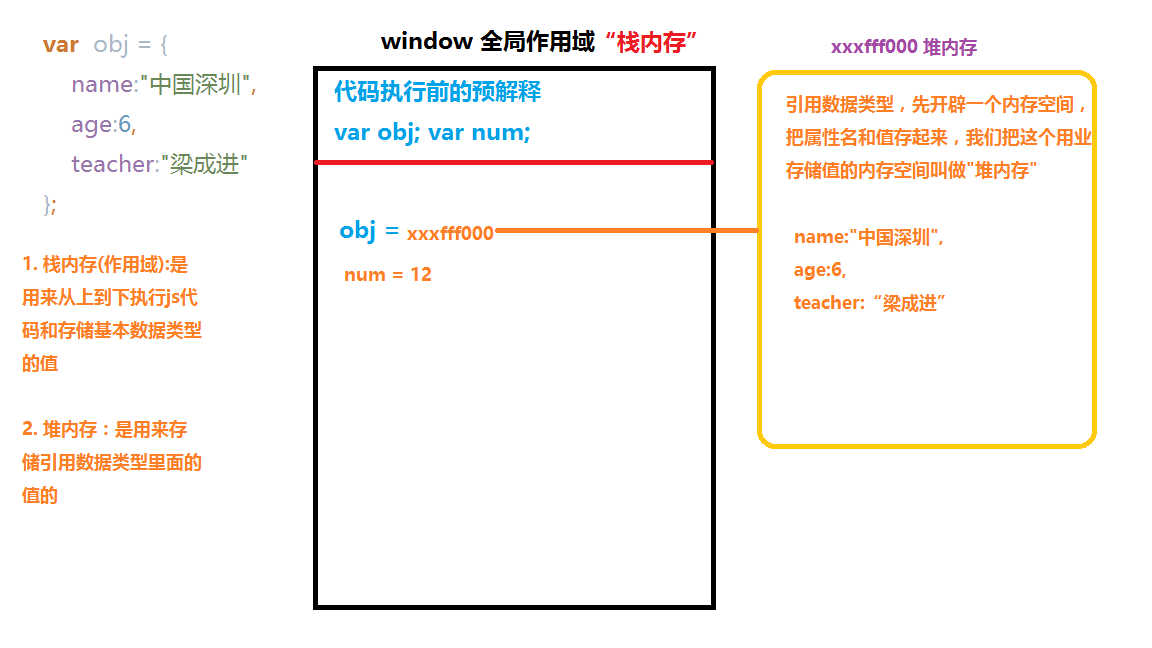 var obj = {
name:"中国深圳",
age:6,
teacher:"梁成进"
};
1. 栈内存(作用域):是
用来从上到下执行js代
码和存储基本数据类型
的值
2. 堆内存：是用来存
储引用数据类型里面的
值的
window 全局作用域 “栈内存”
代码执行前的预解释
var obj; var num;
obj = xxxfff000
num = 12
xxxfff000 堆内存
引用数据类型，先开辟一个内存空间，
把属性名和值存起来，我们把这个用业
存储值的内存空间叫做"堆内存"
name:"中国深圳",
age:6,
teacher:“梁成进”